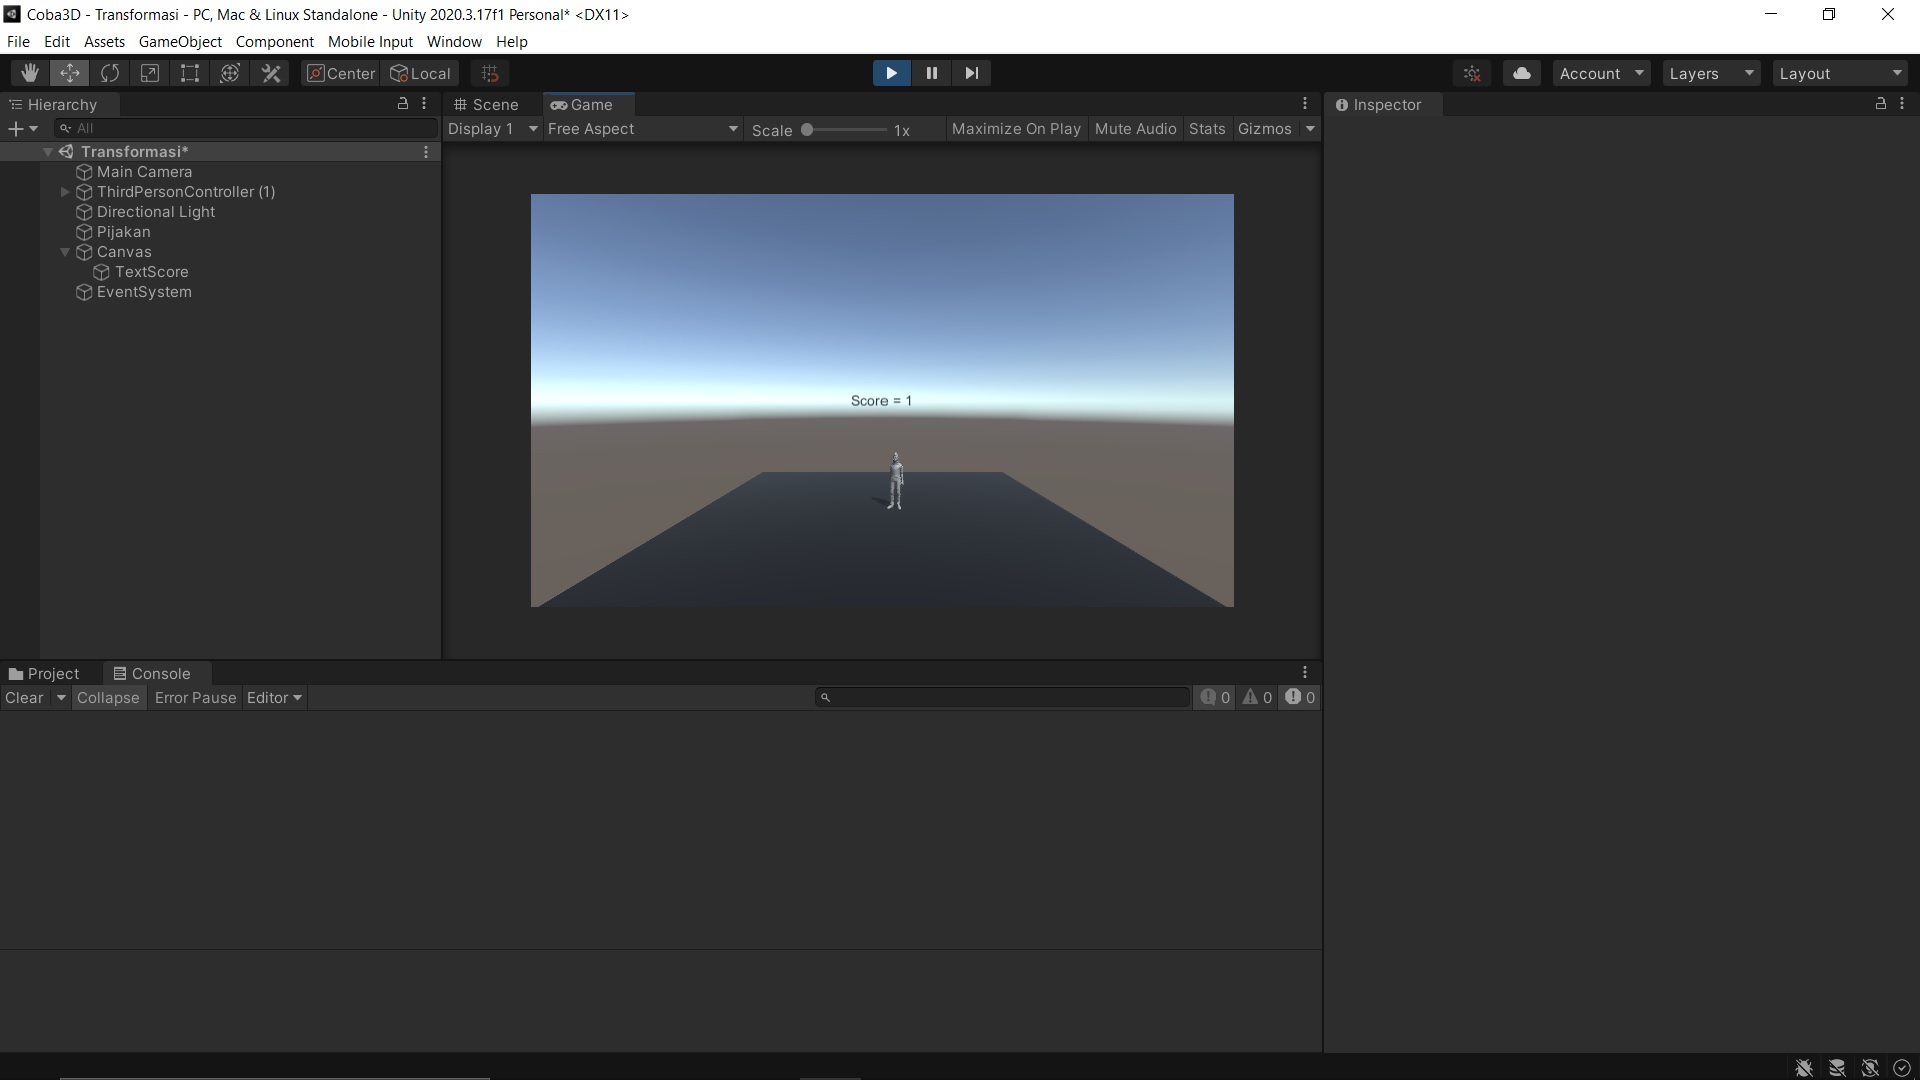 Coba3D - Transformasi - PC, Mac & Linux Standalone - Unity 2020.3.17f1 Personal* <DX11>
File Edit Assets GameObject Component Mobile Input Window Help
Center Local Account Layers Layout
Hierarchy
All
Transformasi*
Main Camera
ThirdPersonController (1)
Directional Light
Pijakan
Canvas
TextScore
EventSystem
Scene Game
Display 1 Free Aspect Scale 1x Maximize On Play Mute Audio Stats Gizmos
Score = 1
Inspector
Project Console
Clear Collapse Error Pause Editor 0 0 0